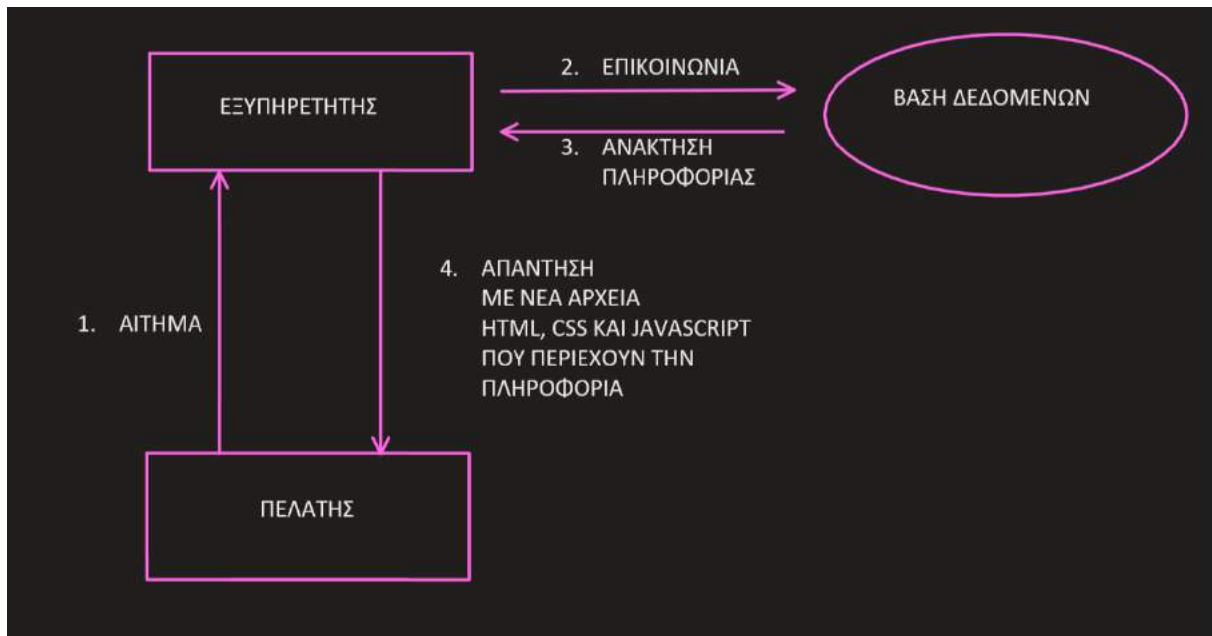 ΕΞΥΠΗΡΕΤΗΤΗΣ
2. ΕΠΙΚΟΙΝΩΝΙΑ
ΒΑΣΗ ΔΕΔΟΜΕΝΩΝ
3. ΑΝΑΚΤΗΣΗ
ΠΛΗΡΟΦΟΡΙΑΣ
1. ΑΙΤΗΜΑ
4. ΑΠΑΝΤΗΣΗ
ΜΕ ΝΕΑ ΑΡΧΕΙΑ
HTML, CSS ΚΑΙ JAVASCRIPT
ΠΟΥ ΠΕΡΙΕΧΟΥΝ ΤΗΝ
ΠΛΗΡΟΦΟΡΙΑ
ΠΕΛΑΤΗΣ